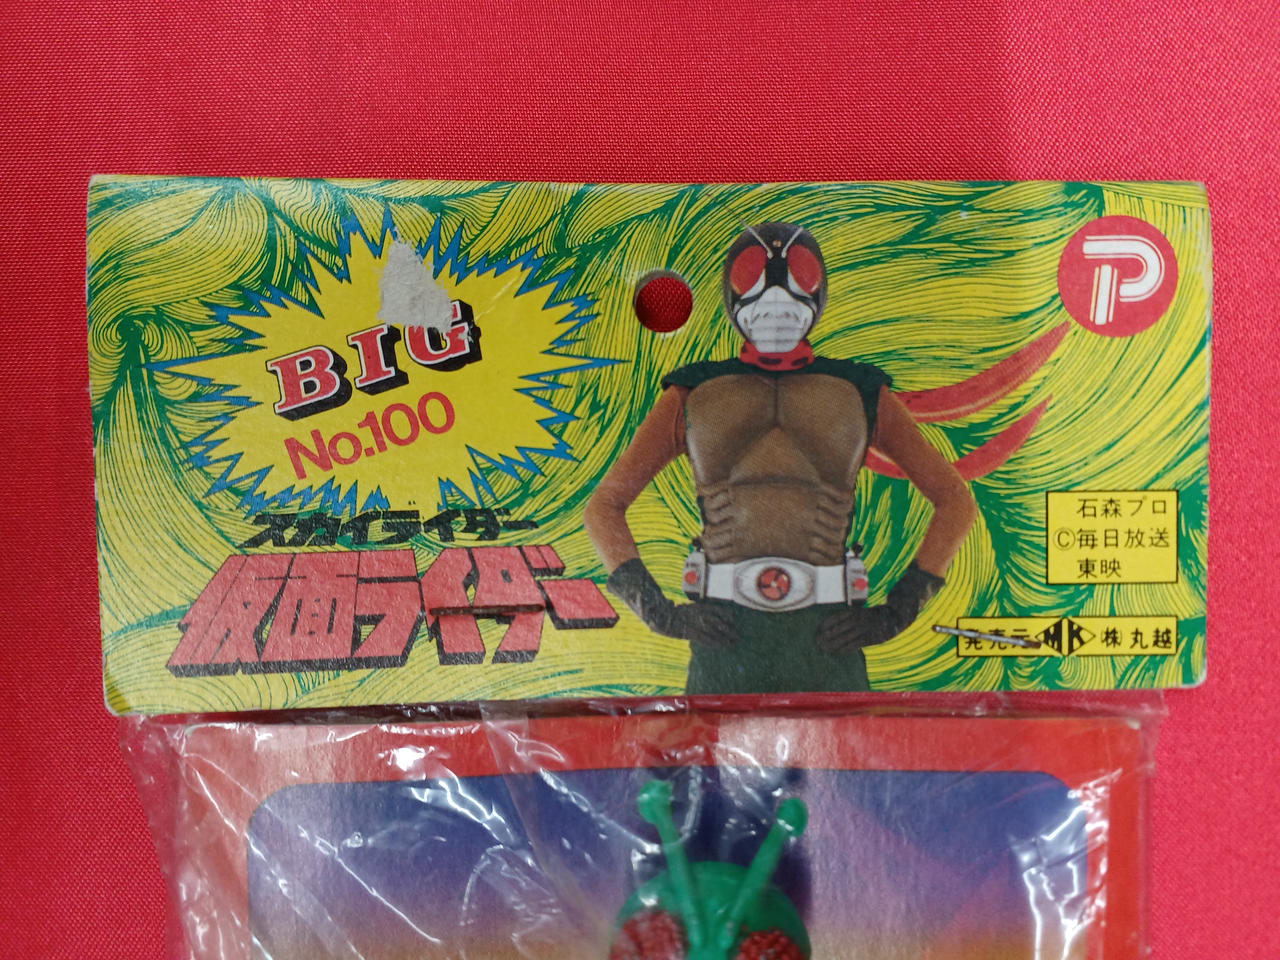 BIG
No.100
スカイライダー
仮面ライダー
P
石森プロ
©毎日放送
東映
発売元 MK ㈱丸越